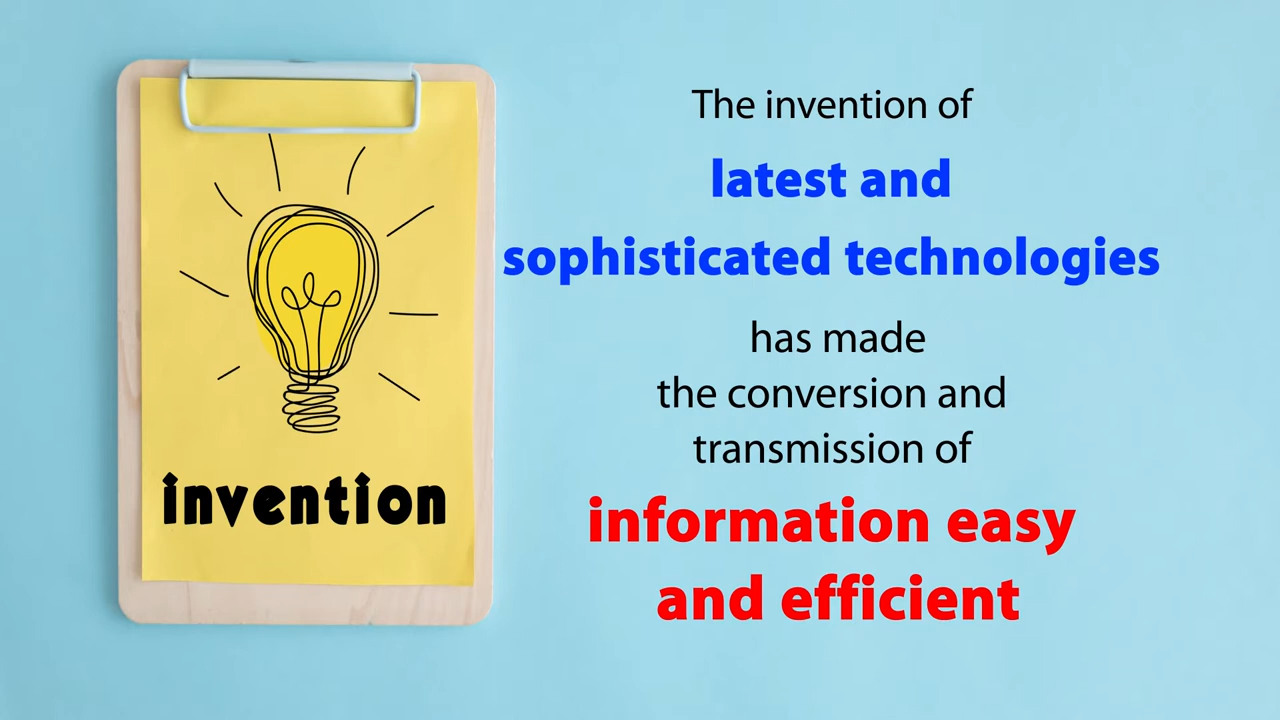 invention
The invention of
latest and
sophisticated technologies
has made
the conversion and
transmission of
information easy
and efficient